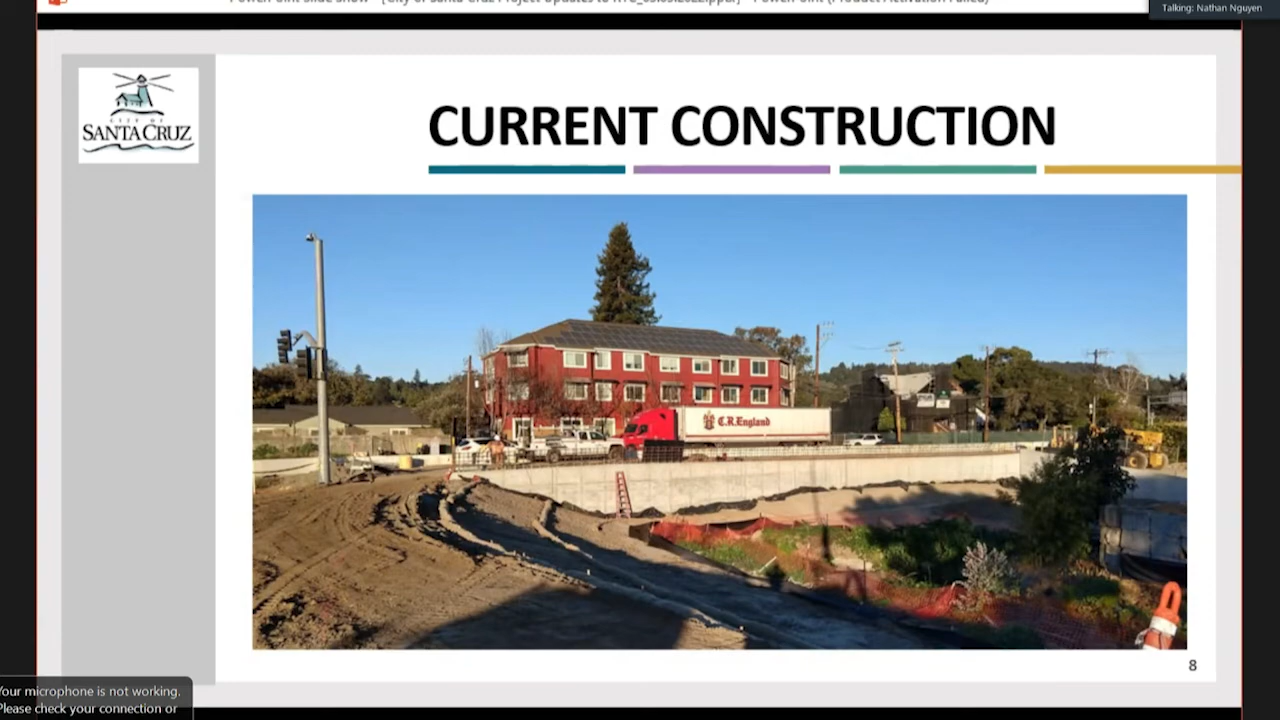 Talking: Nathan Nguyen
CITY OF
SANTA CRUZ
CURRENT CONSTRUCTION
C.R.England
8
Your microphone is not working.
Please check your connection or